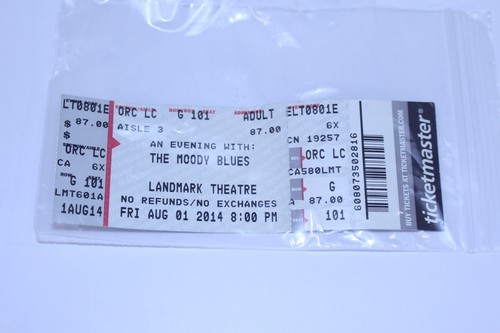 LT0801E
$ 87.00
$
ORC LC
CA 6X
G 101
LMT601A
1AUG14
ORC LC G 101 ADULT
AISLE 3 87.00
AN EVENING WITH:
THE MOODY BLUES
LANDMARK THEATRE
NO REFUNDS/NO EXCHANGES
FRI AUG 01 2014 8:00 PM
ELT0801E
6X
CN 19257
ORC LC
CA580LMT
G
A 87.00
101
608073502816
BUY TICKETS AT TICKETMASTER.COM
ticketmaster